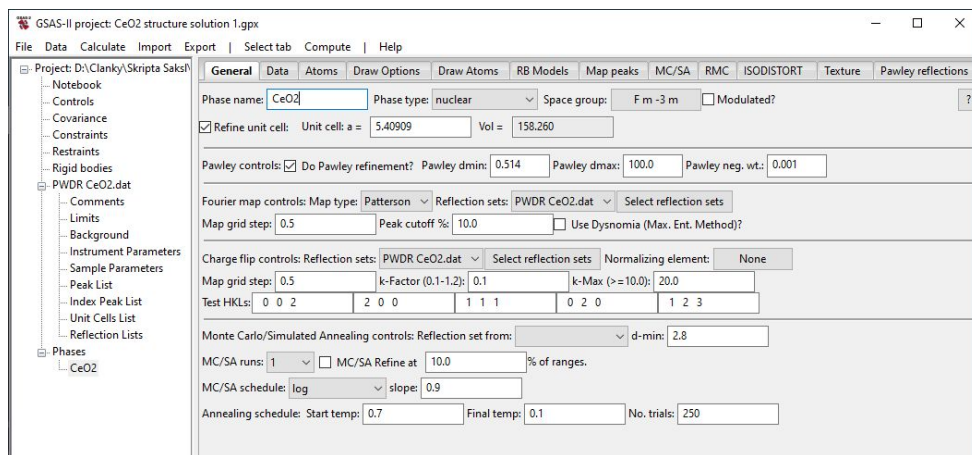 GSAS-II project: CeO2 structure solution 1.gpx
File Data Calculate Import Export | Select tab Compute | Help
Project: D:\Clanky\Skripta Saksl\
Notebook
Controls
Covariance
Constraints
Restraints
Rigid bodies
PWDR CeO2.dat
Comments
Limits
Background
Instrument Parameters
Sample Parameters
Peak List
Index Peak List
Unit Cells List
Reflection Lists
Phases
CeO2
General Data Atoms Draw Options Draw Atoms RB Models Map peaks MC/SA RMC ISODISTORT Texture Pawley reflections
Phase name: CeO2 Phase type: nuclear Space group: F m -3 m Modulated? ?
Refine unit cell: Unit cell: a = 5.40909 Vol = 158.260
Pawley controls: Do Pawley refinement? Pawley dmin: 0.514 Pawley dmax: 100.0 Pawley neg. wt.: 0.001
Fourier map controls: Map type: Patterson Reflection sets: PWDR CeO2.dat Select reflection sets
Map grid step: 0.5 Peak cutoff %: 10.0 Use Dysnomia (Max. Ent. Method)?
Charge flip controls: Reflection sets: PWDR CeO2.dat Select reflection sets Normalizing element: None
Map grid step: 0.5 k-Factor (0.1-1.2): 0.1 k-Max (>=10.0): 20.0
Test HKLs: 0 0 2 2 0 0 1 1 1 0 2 0 1 2 3
Monte Carlo/Simulated Annealing controls: Reflection set from: d-min: 2.8
MC/SA runs: 1 MC/SA Refine at 10.0 % of ranges.
MC/SA schedule: log slope: 0.9
Annealing schedule: Start temp: 0.7 Final temp: 0.1 No. trials: 250